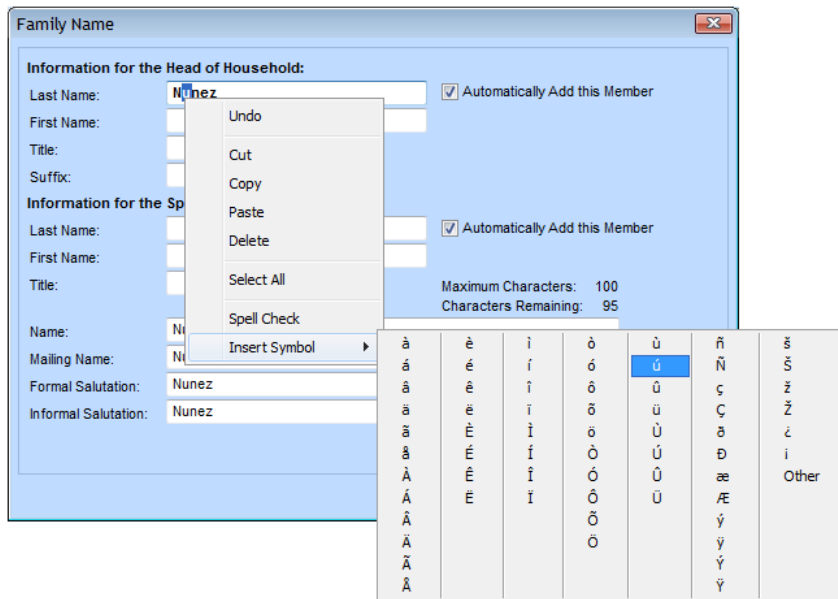 Family Name
Information for the Head of Household:
Last Name: Nunez Automatically Add this Member
First Name:
Title:
Suffix:
Undo
Cut
Copy
Paste
Delete
Select All
Spell Check
Insert Symbol
Information for the Sp
Last Name: Automatically Add this Member
First Name:
Title: Maximum Characters: 100
Characters Remaining: 95
Name: Nu
Mailing Name: Nu
Formal Salutation: Nunez
Informal Salutation: Nunez
à è ì ò ù ñ š
á é í ó ú Ñ Š
â ê î ô û ç ž
ä ë ï õ ü Ç Ž
ã È Ì ö Ù ð ¿
å É Í Ò Ú Ð ¡
À Ê Î Ó Û æ Other
Á Ë Ï Ô Ü Æ
Â Õ ý
Ä Ö ÿ
Ã Ý
Å Ÿ